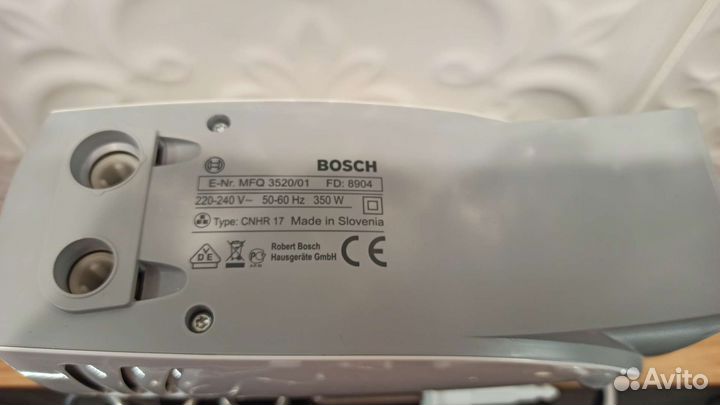 BOSCH
E-Nr. MFQ 3520/01 FD: 8904
220-240 V~ 50-60 Hz 350 W
Type: CNHR 17 Made in Slovenia
VDE
Robert Bosch
Hausgeräte GmbH
CE
Avito